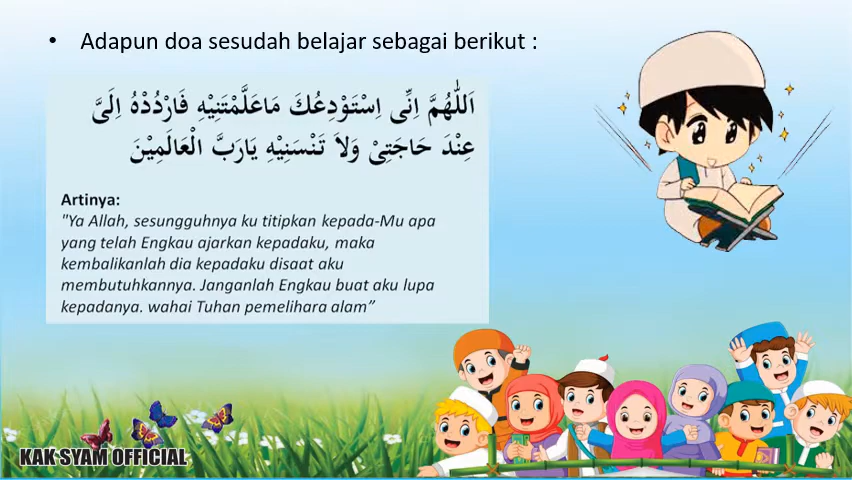 • Adapun doa sesudah belajar sebagai berikut :
اَللّٰهُمَّ اِنِّى اِسْتَوْدِعُكَ مَاعَلَّمْتَنِيْهِ فَارْدُدْهُ اِلَىَّ
عِنْدَ حَاجَتِىْ وَلاَ تَنْسَنِيْهِ يَارَبَّ الْعَالَمِيْنَ
Artinya:
"Ya Allah, sesungguhnya ku titipkan kepada-Mu apa
yang telah Engkau ajarkan kepadaku, maka
kembalikanlah dia kepadaku disaat aku
membutuhkannya. Janganlah Engkau buat aku lupa
kepadanya. wahai Tuhan pemelihara alam”
KAK SYAM OFFICIAL